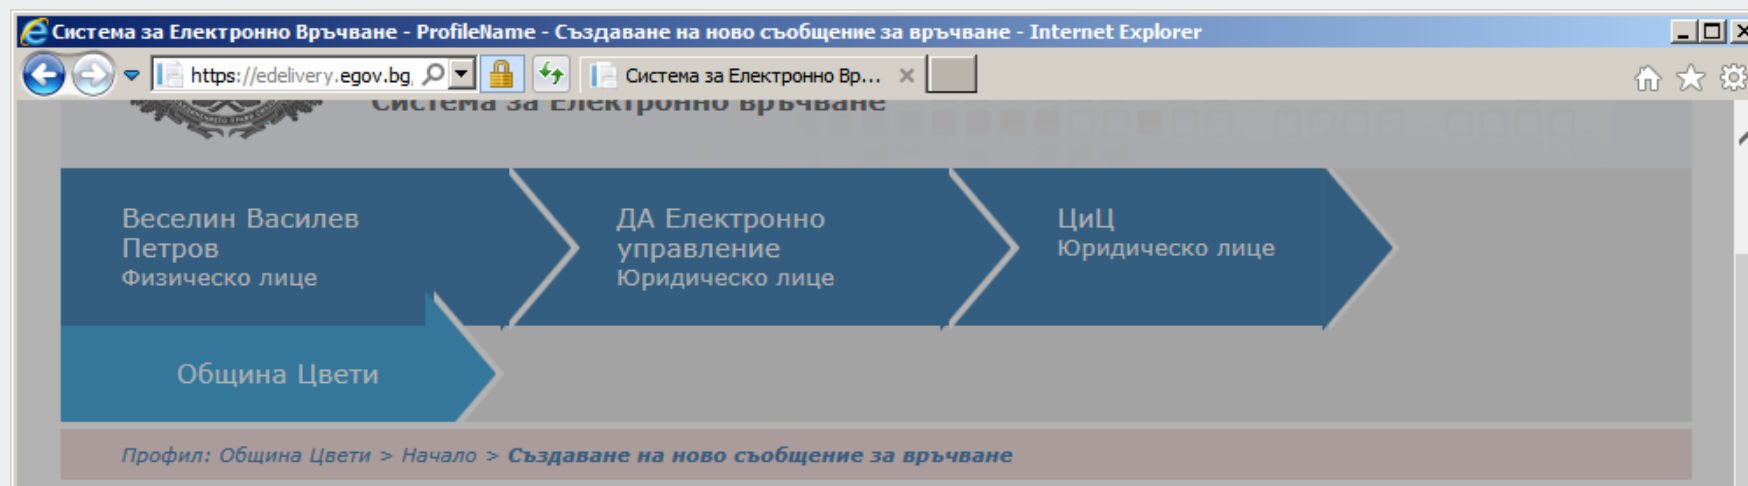 Система за Електронно Връчване - ProfileName - Създаване на ново съобщение за връчване - Internet Explorer
https://edelivery.egov.bg,
Система за Електронно Вр...
Система за Електронно връчване
Веселин Василев
Петров
Физическо лице
ДА Електронно
управление
Юридическо лице
ЦиЦ
Юридическо лице
Община Цвети
Профил: Община Цвети > Начало > Създаване на ново съобщение за връчване